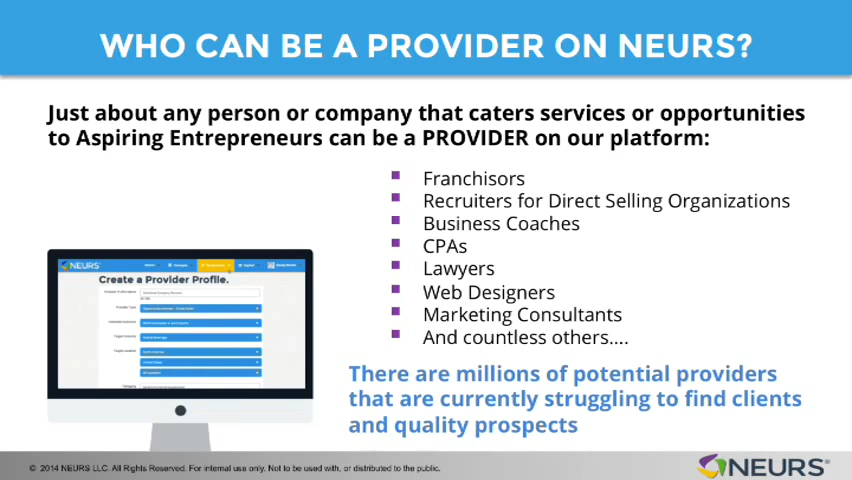 WHO CAN BE A PROVIDER ON NEURS?
Just about any person or company that caters services or opportunities
to Aspiring Entrepreneurs can be a PROVIDER on our platform:
Franchisors
Recruiters for Direct Selling Organizations
Business Coaches
CPAs
Lawyers
Web Designers
Marketing Consultants
And countless others....
NEURS
Create a Provider Profile.
There are millions of potential providers
that are currently struggling to find clients
and quality prospects
© 2014 NEURS LLC. All Rights Reserved. For internal use only. Not to be used with, or distributed to the public.
NEURS®